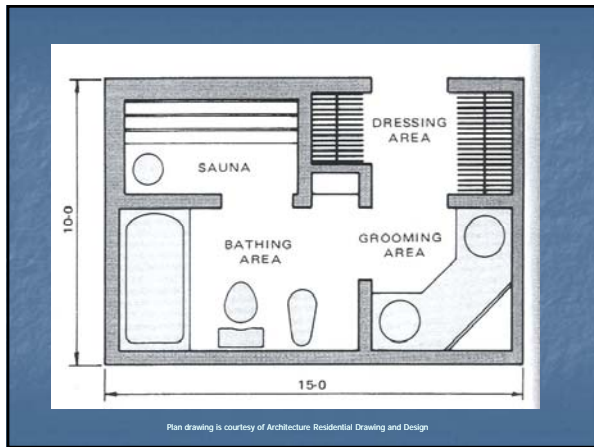 DRESSING
AREA
SAUNA
10-0
BATHING
AREA
GROOMING
AREA
15-0
Plan drawing is courtesy of Architecture Residential Drawing and Design